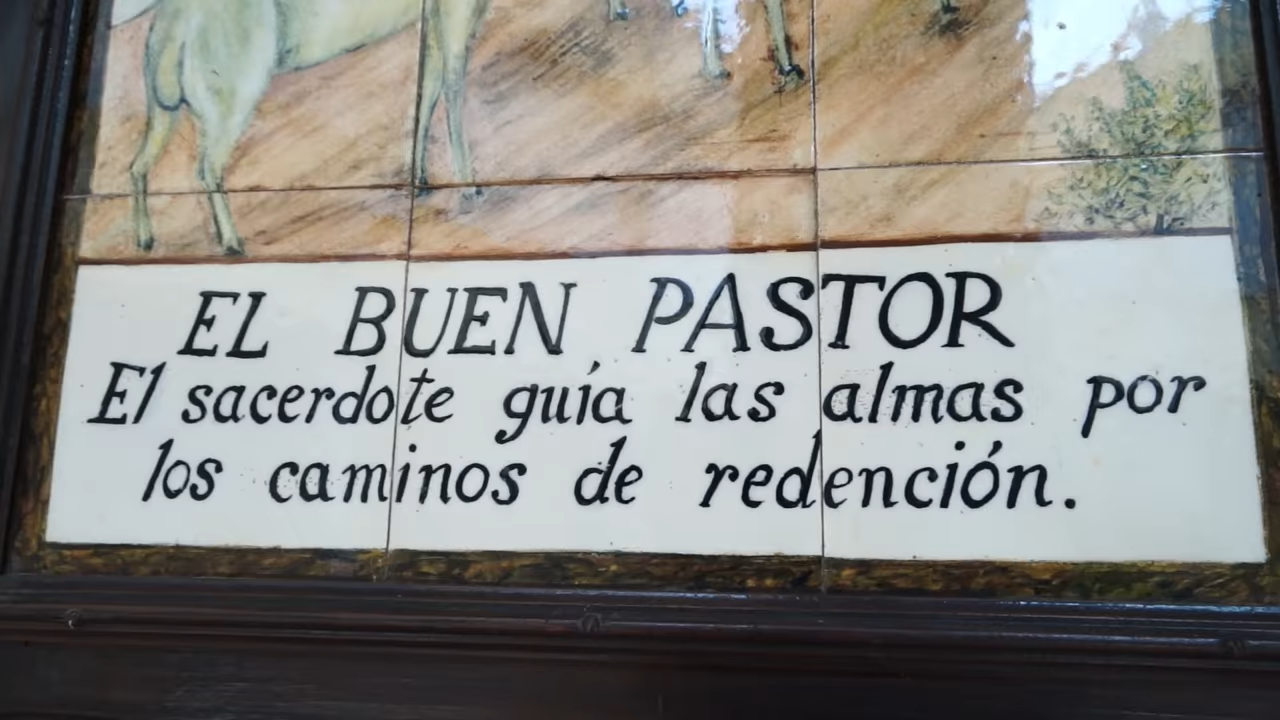 EL BUEN PASTOR
El sacerdote guía las almas por
los caminos de redención.